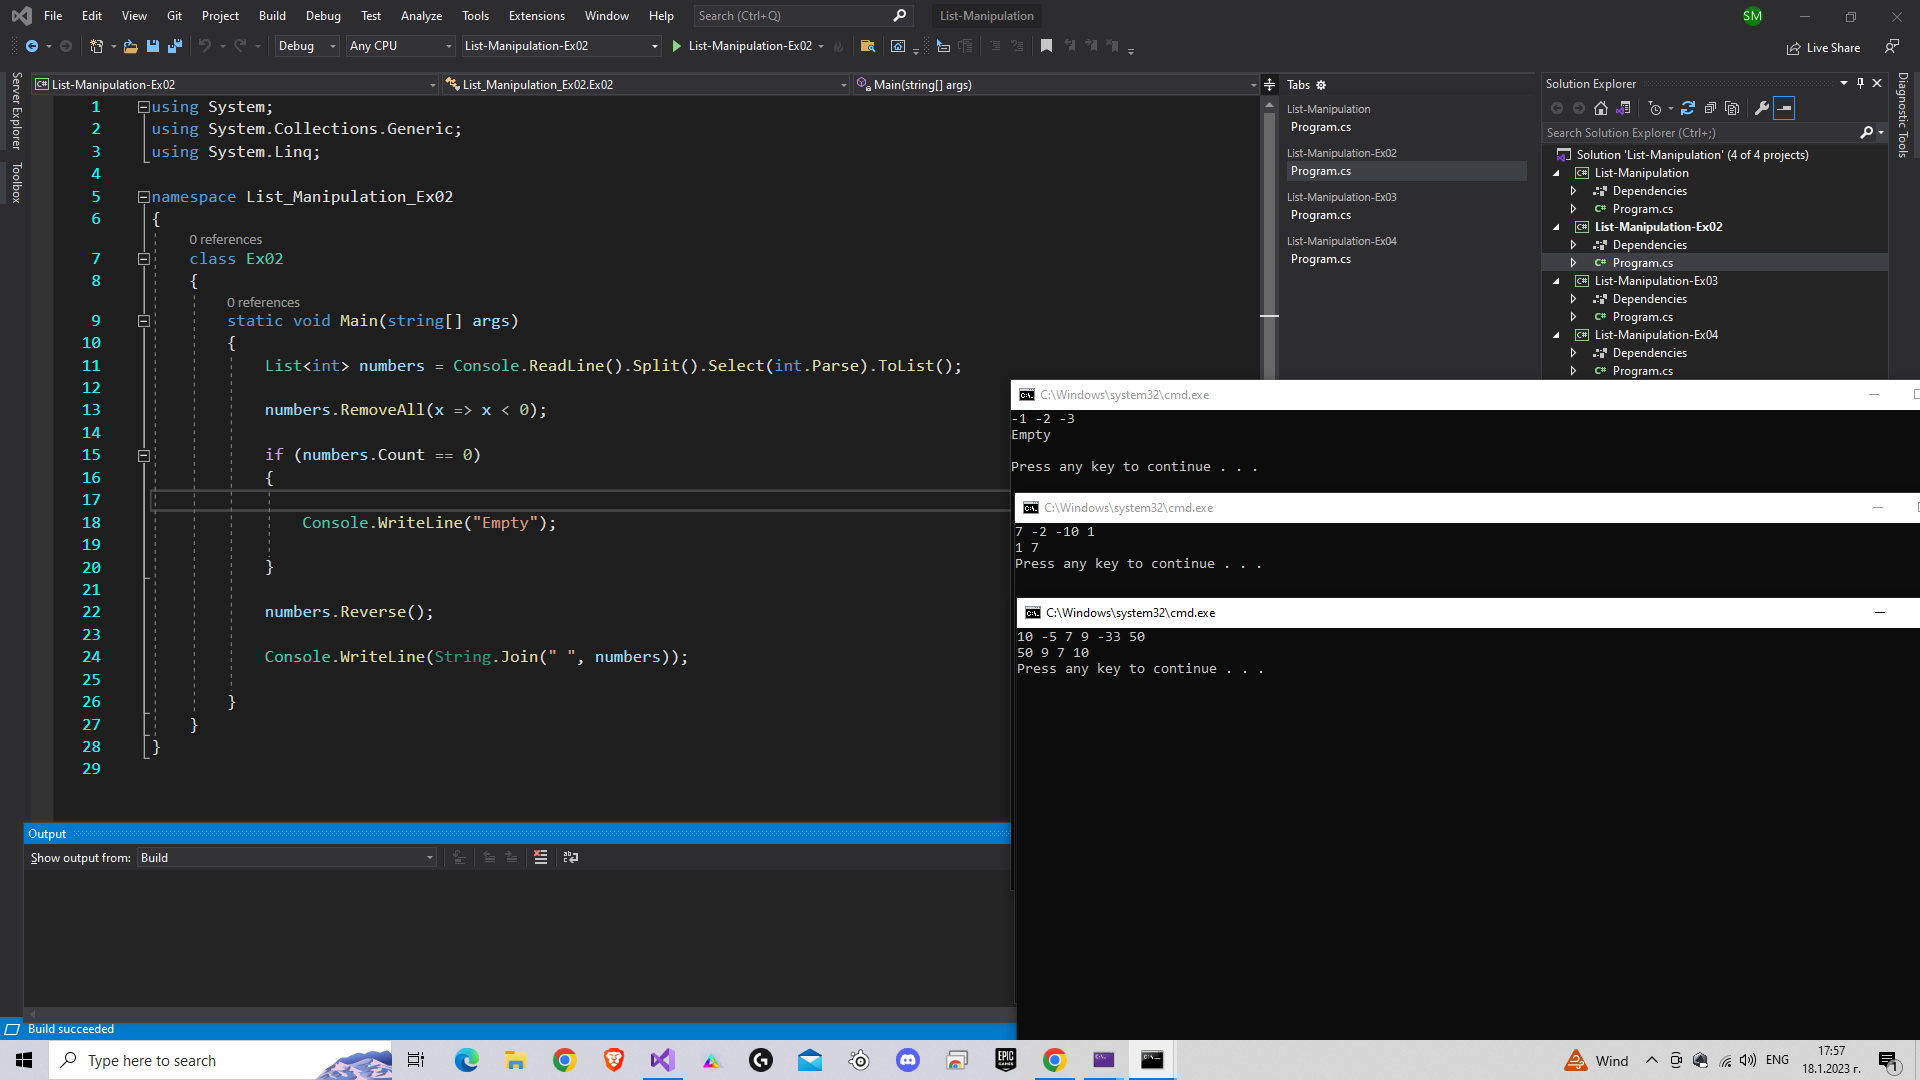 File Edit View Git Project Build Debug Test Analyze Tools Extensions Window Help Search (Ctrl+Q) List-Manipulation SM
Debug Any CPU List-Manipulation-Ex02 List-Manipulation-Ex02 Live Share
Server Explorer
Toolbox
List-Manipulation-Ex02 List_Manipulation_Ex02.Ex02 Main(string[] args)
1 using System;
2 using System.Collections.Generic;
3 using System.Linq;
4
5 namespace List_Manipulation_Ex02
6 {
0 references
7 class Ex02
8 {
0 references
9 static void Main(string[] args)
10 {
11 List<int> numbers = Console.ReadLine().Split().Select(int.Parse).ToList();
12
13 numbers.RemoveAll(x => x < 0);
14
15 if (numbers.Count == 0)
16 {
17
18 Console.WriteLine("Empty");
19
20 }
21
22 numbers.Reverse();
23
24 Console.WriteLine(String.Join(" ", numbers));
25
26 }
27 }
28 }
29
Tabs
List-Manipulation
Program.cs
List-Manipulation-Ex02
Program.cs
List-Manipulation-Ex03
Program.cs
List-Manipulation-Ex04
Program.cs
Solution Explorer
Search Solution Explorer (Ctrl+;)
Solution 'List-Manipulation' (4 of 4 projects)
List-Manipulation
Dependencies
C# Program.cs
List-Manipulation-Ex02
Dependencies
C# Program.cs
List-Manipulation-Ex03
Dependencies
C# Program.cs
List-Manipulation-Ex04
Dependencies
C# Program.cs
Diagnostic Tools
C:\Windows\system32\cmd.exe
-1 -2 -3
Empty
Press any key to continue . . .
C:\Windows\system32\cmd.exe
7 -2 -10 1
1 7
Press any key to continue . . .
C:\Windows\system32\cmd.exe
10 -5 7 9 -33 50
50 9 7 10
Press any key to continue . . .
Output
Show output from: Build
Build succeeded
Type here to search
EPIC GAMES
Wind ENG
17:57
18.1.2023 г.
1